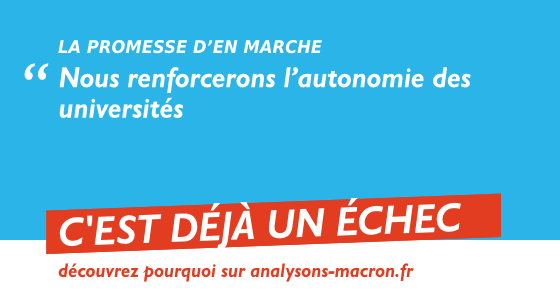 LA PROMESSE D’EN MARCHE
“ Nous renforcerons l’autonomie des
universités
C'EST DÉJÀ UN ÉCHEC
découvrez pourquoi sur analysons-macron.fr